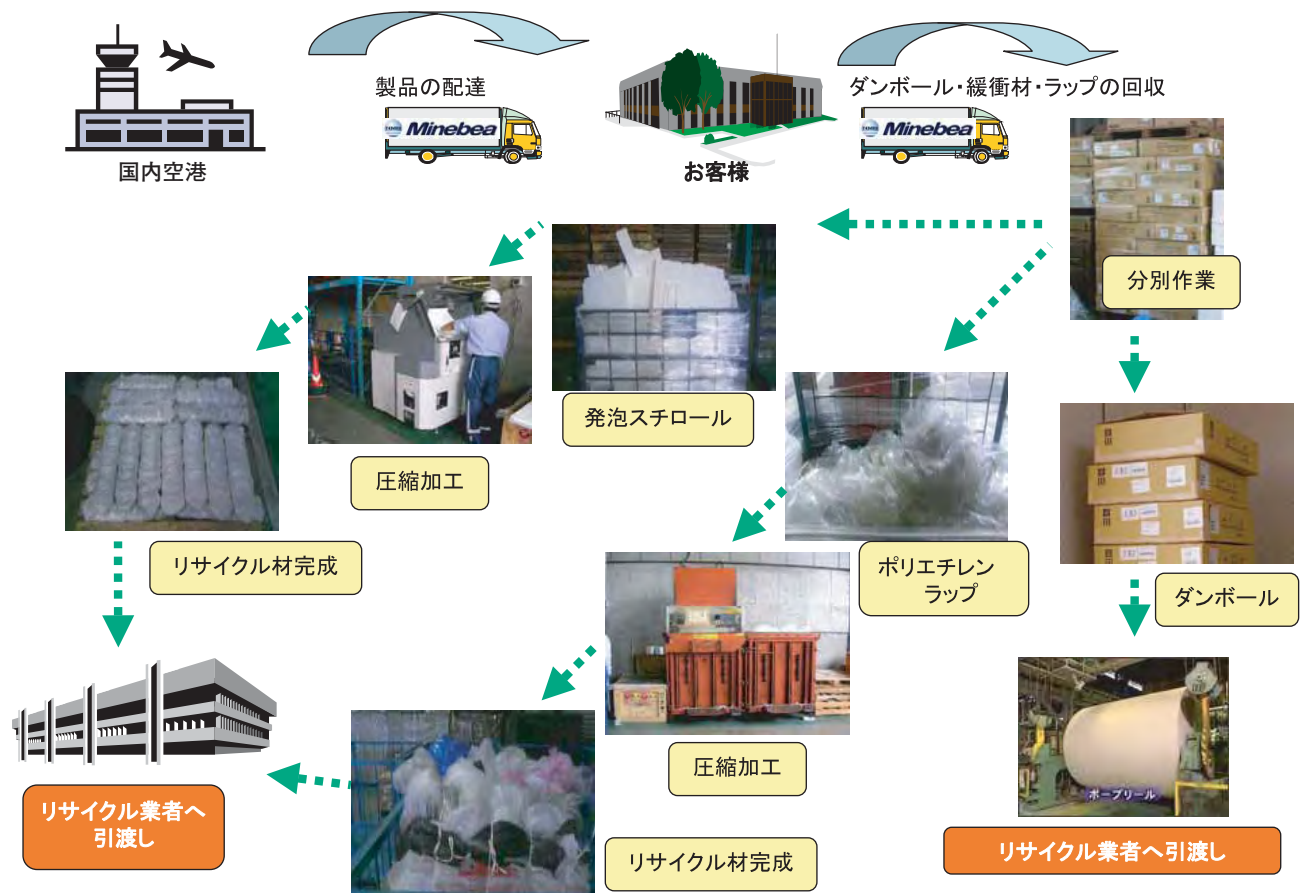 製品の配達
ダンボール・緩衝材・ラップの回収
Minebea
Minebea
国内空港
お客様
分別作業
発泡スチロール
圧縮加工
リサイクル材完成
ポリエチレン
ラップ
ダンボール
圧縮加工
ポープリール
リサイクル業者へ
引渡し
リサイクル材完成
リサイクル業者へ引渡し